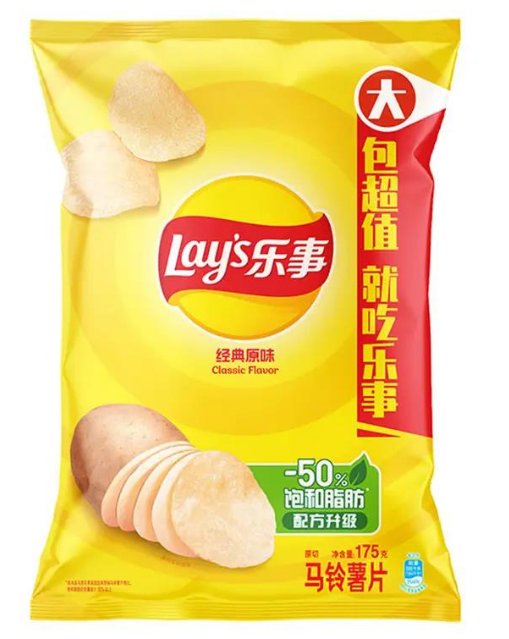 大
包超值 就吃乐事
Lay's乐事
经典原味
Classic Flavor
-50%
饱和脂肪*
配方升级
原切 净含量:175克
马铃薯片